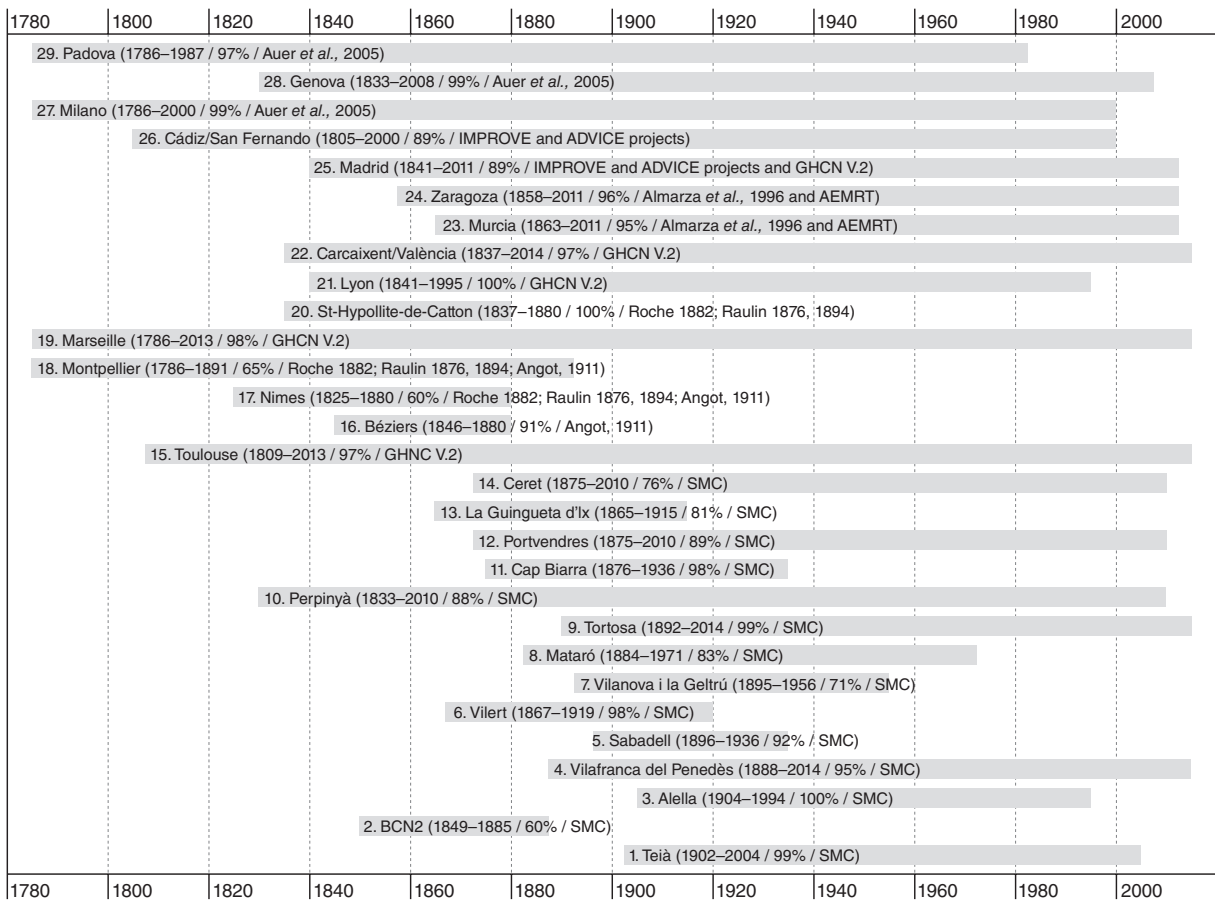 1780 1800 1820 1840 1860 1880 1900 1920 1940 1960 1980 2000
29. Padova (1786–1987 / 97% / Auer et al., 2005)
28. Genova (1833–2008 / 99% / Auer et al., 2005)
27. Milano (1786–2000 / 99% / Auer et al., 2005)
26. Cádiz/San Fernando (1805–2000 / 89% / IMPROVE and ADVICE projects)
25. Madrid (1841–2011 / 89% / IMPROVE and ADVICE projects and GHCN V.2)
24. Zaragoza (1858–2011 / 96% / Almarza et al., 1996 and AEMRT)
23. Murcia (1863–2011 / 95% / Almarza et al., 1996 and AEMRT)
22. Carcaixent/València (1837–2014 / 97% / GHCN V.2)
21. Lyon (1841–1995 / 100% / GHCN V.2)
20. St-Hypollite-de-Catton (1837–1880 / 100% / Roche 1882; Raulin 1876, 1894)
19. Marseille (1786–2013 / 98% / GHCN V.2)
18. Montpellier (1786–1891 / 65% / Roche 1882; Raulin 1876, 1894; Angot, 1911)
17. Nimes (1825–1880 / 60% / Roche 1882; Raulin 1876, 1894; Angot, 1911)
16. Béziers (1846–1880 / 91% / Angot, 1911)
15. Toulouse (1809–2013 / 97% / GHNC V.2)
14. Ceret (1875–2010 / 76% / SMC)
13. La Guingueta d'Ix (1865–1915 / 81% / SMC)
12. Portvendres (1875–2010 / 89% / SMC)
11. Cap Biarra (1876–1936 / 98% / SMC)
10. Perpinyà (1833–2010 / 88% / SMC)
9. Tortosa (1892–2014 / 99% / SMC)
8. Mataró (1884–1971 / 83% / SMC)
7. Vilanova i la Geltrú (1895–1956 / 71% / SMC)
6. Vilert (1867–1919 / 98% / SMC)
5. Sabadell (1896–1936 / 92% / SMC)
4. Vilafranca del Penedès (1888–2014 / 95% / SMC)
3. Alella (1904–1994 / 100% / SMC)
2. BCN2 (1849–1885 / 60% / SMC)
1. Teià (1902–2004 / 99% / SMC)
1780 1800 1820 1840 1860 1880 1900 1920 1940 1960 1980 2000